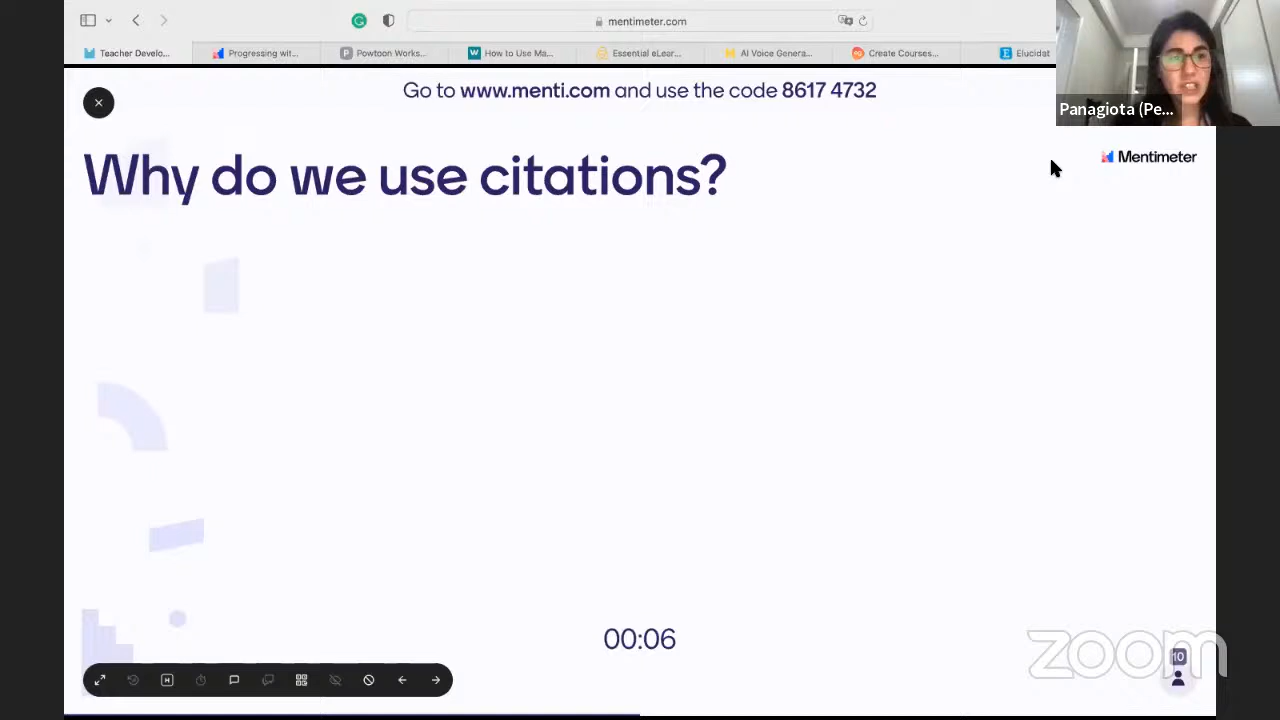 mentimeter.com
Teacher Develo...
Progressing wit...
Powtoon Works...
How to Use Ma...
Essential eLear...
AI Voice Genera...
Create Courses...
Elucidat
Go to www.menti.com and use the code 8617 4732
Panagiota (Pe...
Mentimeter
Why do we use citations?
00:06
zoom
10